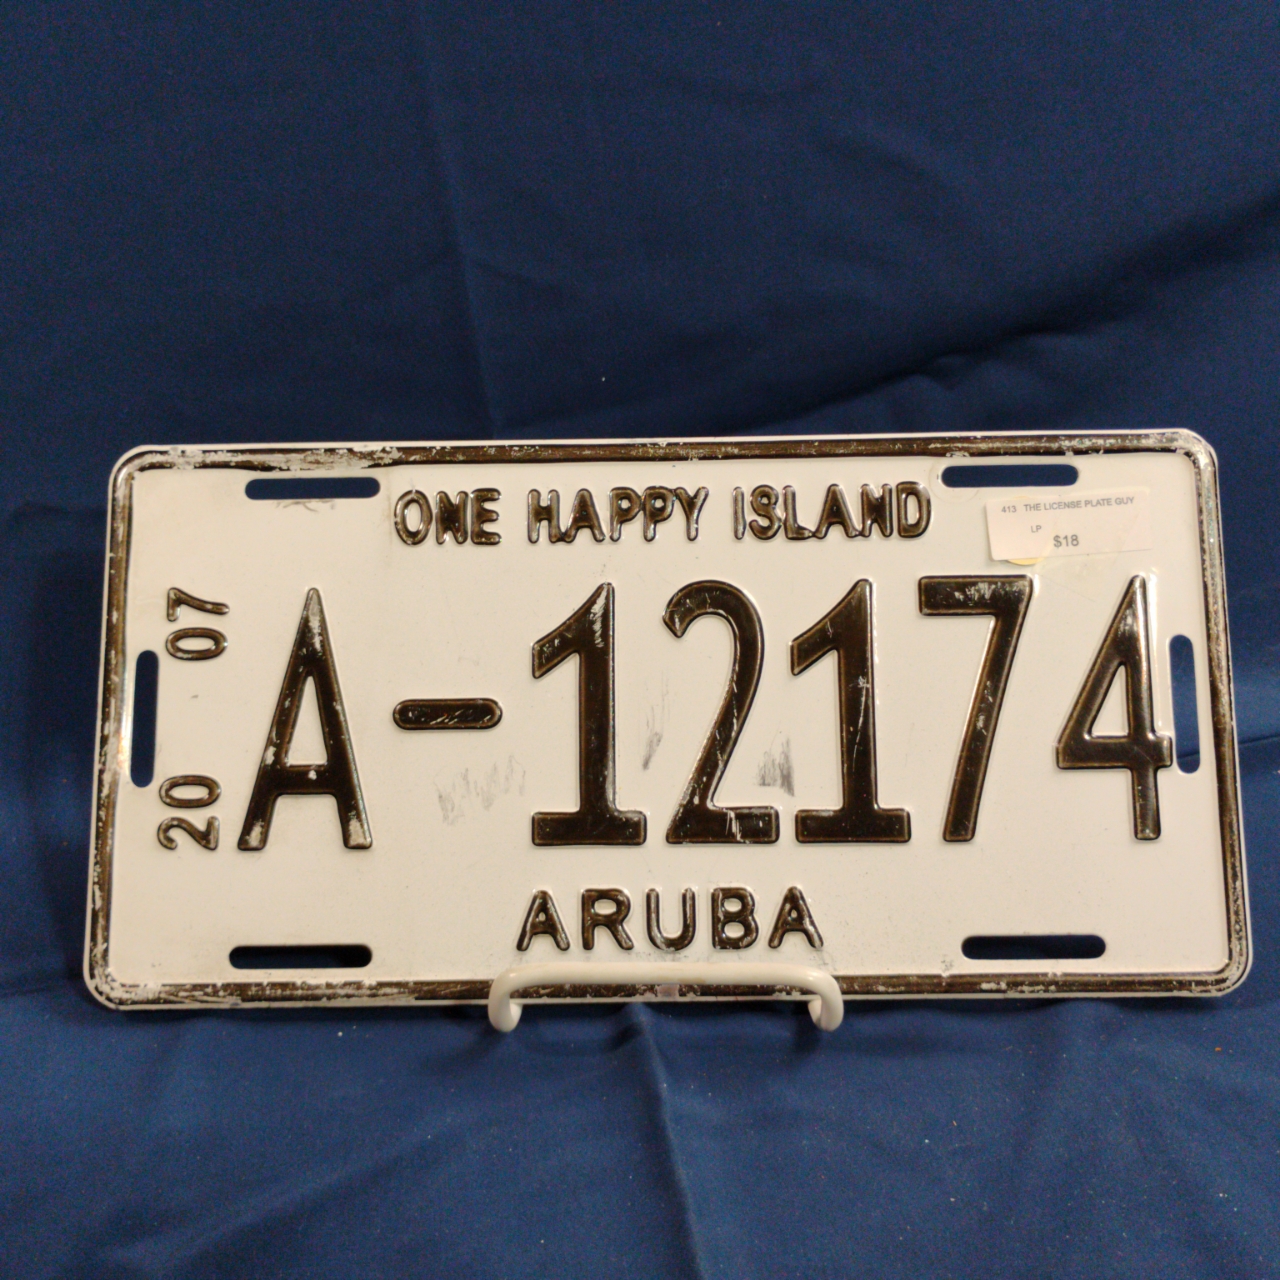 ONE HAPPY ISLAND
413 THE LICENSE PLATE GUY
LP
$18
20 07
A-12174
ARUBA